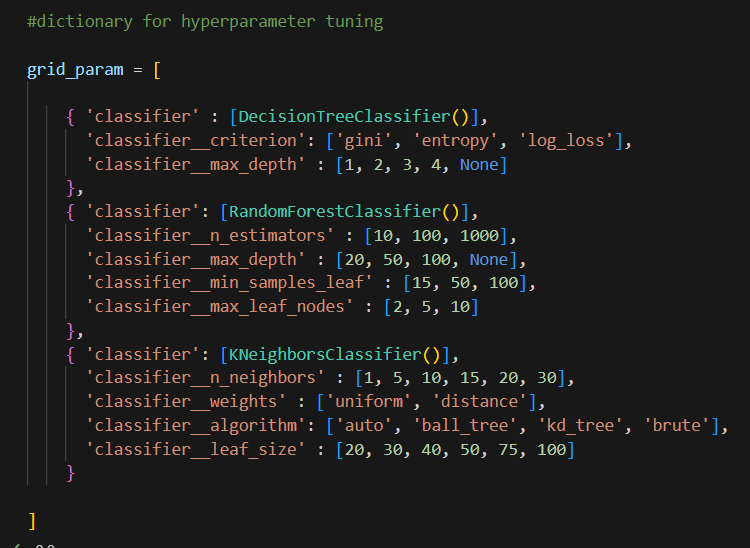 #dictionary for hyperparameter tuning
grid_param = [
{ 'classifier' : [DecisionTreeClassifier()],
'classifier__criterion': ['gini', 'entropy', 'log_loss'],
'classifier__max_depth' : [1, 2, 3, 4, None]
},
{ 'classifier': [RandomForestClassifier()],
'classifier__n_estimators' : [10, 100, 1000],
'classifier__max_depth' : [20, 50, 100, None],
'classifier__min_samples_leaf' : [15, 50, 100],
'classifier__max_leaf_nodes' : [2, 5, 10]
},
{ 'classifier': [KNeighborsClassifier()],
'classifier__n_neighbors' : [1, 5, 10, 15, 20, 30],
'classifier__weights' : ['uniform', 'distance'],
'classifier__algorithm': ['auto', 'ball_tree', 'kd_tree', 'brute'],
'classifier__leaf_size' : [20, 30, 40, 50, 75, 100]
}
]